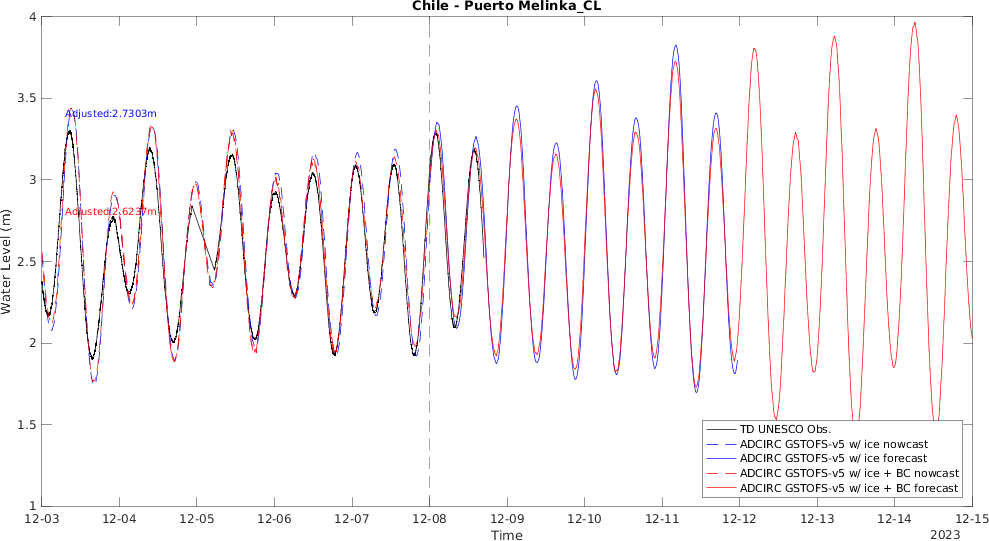 Chile - Puerto Melinka_CL
Water Level (m)
4
3.5
3
2.5
2
1.5
1
Adjusted:2.7303m
Adjusted:2.6237m
TD UNESCO Obs.
ADCIRC GSTOFS-v5 w/ ice nowcast
ADCIRC GSTOFS-v5 w/ ice forecast
ADCIRC GSTOFS-v5 w/ ice + BC nowcast
ADCIRC GSTOFS-v5 w/ ice + BC forecast
12-03 12-04 12-05 12-06 12-07 12-08 12-09 12-10 12-11 12-12 12-13 12-14 12-15
Time
2023